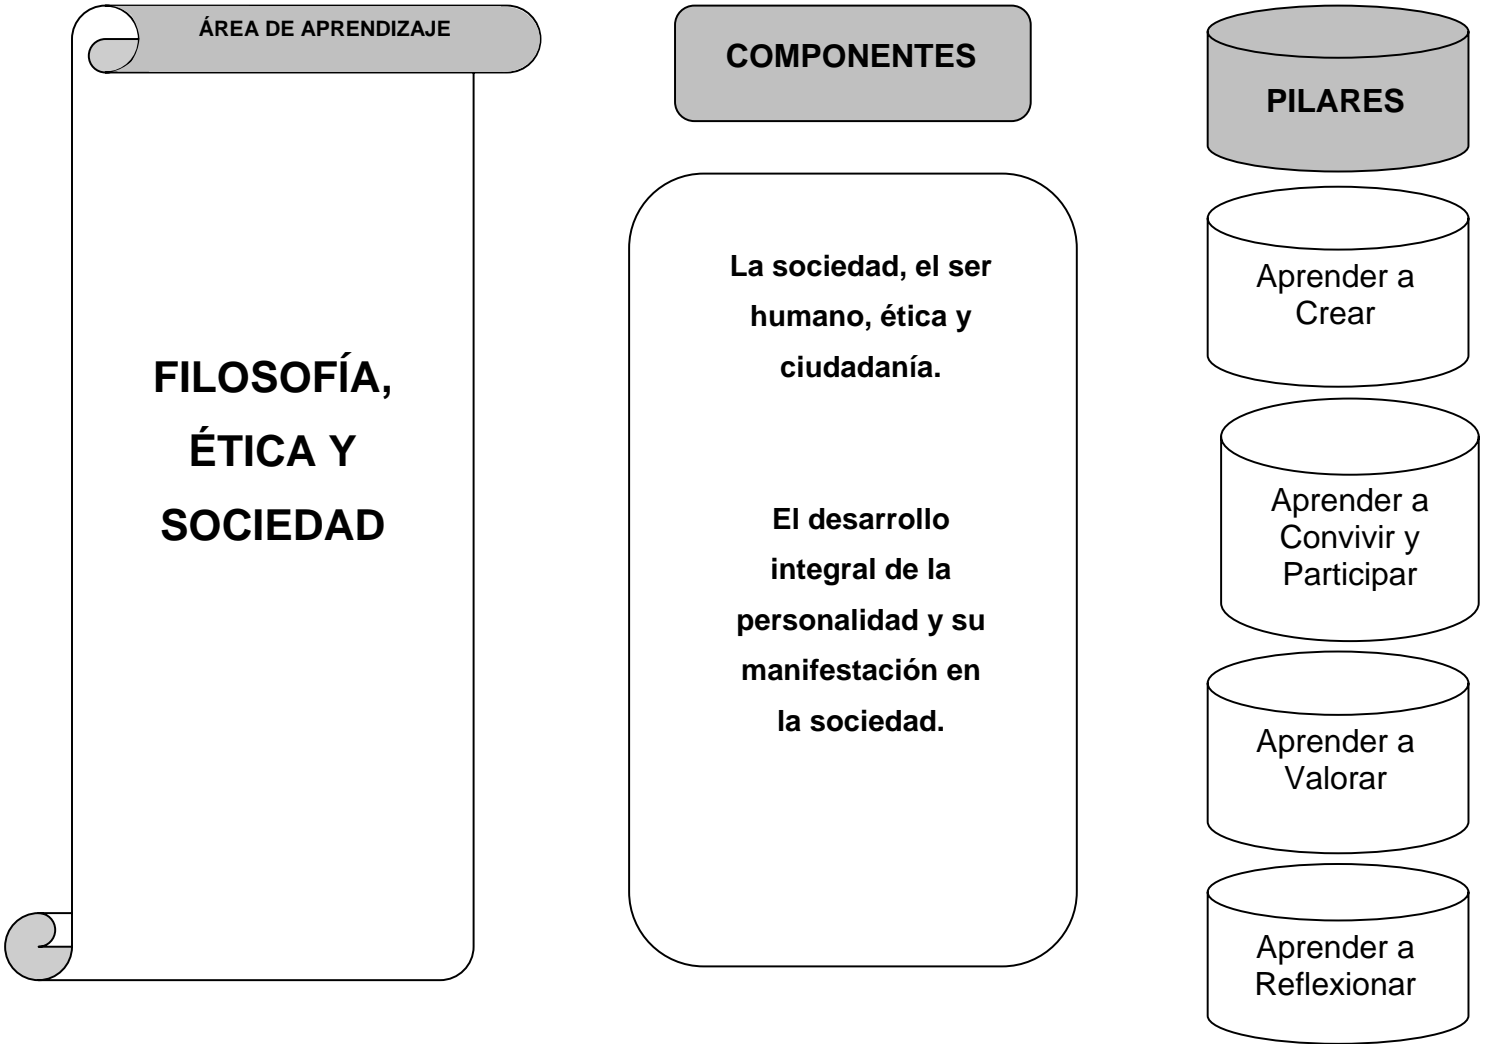 ÁREA DE APRENDIZAJE
FILOSOFÍA,
ÉTICA Y
SOCIEDAD
COMPONENTES
La sociedad, el ser
humano, ética y
ciudadanía.
El desarrollo
integral de la
personalidad y su
manifestación en
la sociedad.
PILARES
Aprender a
Crear
Aprender a
Convivir y
Participar
Aprender a
Valorar
Aprender a
Reflexionar